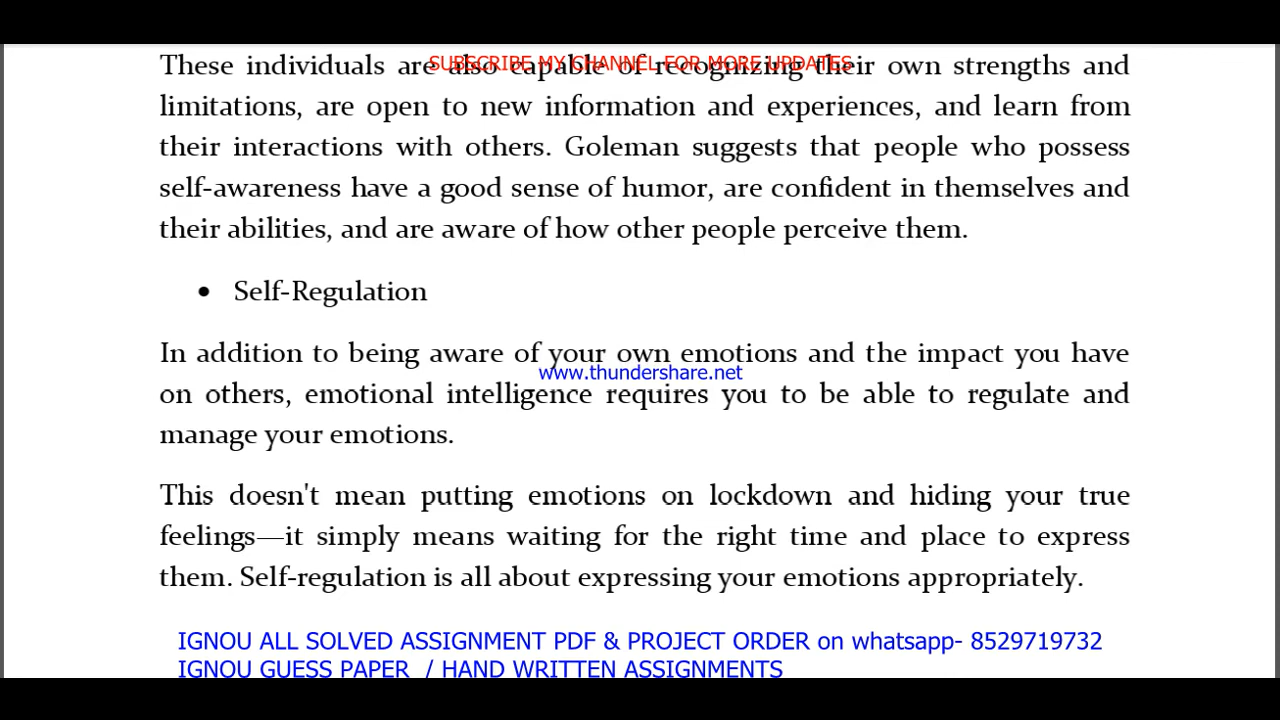 SUBSCRIBE MY CHANNEL FOR MORE UPDATES
These individuals are also capable of recognizing their own strengths and
limitations, are open to new information and experiences, and learn from
their interactions with others. Goleman suggests that people who possess
self-awareness have a good sense of humor, are confident in themselves and
their abilities, and are aware of how other people perceive them.
• Self-Regulation
In addition to being aware of your own emotions and the impact you have
www.thundershare.net
on others, emotional intelligence requires you to be able to regulate and
manage your emotions.
This doesn't mean putting emotions on lockdown and hiding your true
feelings—it simply means waiting for the right time and place to express
them. Self-regulation is all about expressing your emotions appropriately.
IGNOU ALL SOLVED ASSIGNMENT PDF & PROJECT ORDER on whatsapp- 8529719732
IGNOU GUESS PAPER / HAND WRITTEN ASSIGNMENTS